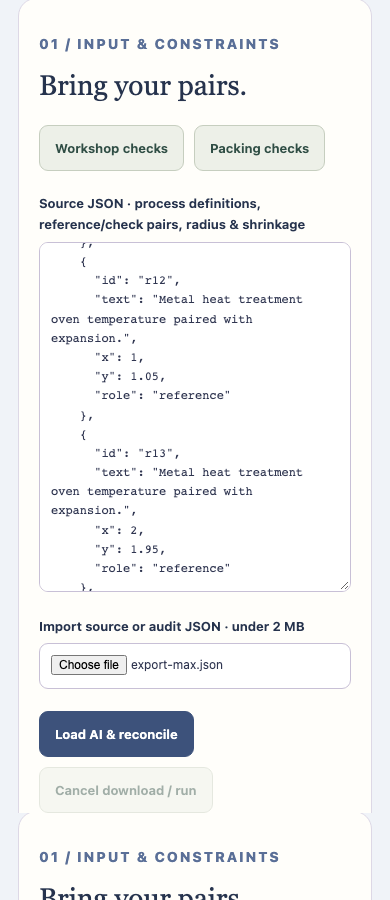 01 / INPUT & CONSTRAINTS
Bring your pairs.
Workshop checks
Packing checks
Source JSON · process definitions,
reference/check pairs, radius & shrinkage
},
{
"id": "r12",
"text": "Metal heat treatment
oven temperature paired with
expansion.",
"x": 1,
"y": 1.05,
"role": "reference"
},
{
"id": "r13",
"text": "Metal heat treatment
oven temperature paired with
expansion.",
"x": 2,
"y": 1.95,
"role": "reference"
},
Import source or audit JSON · under 2 MB
Choose file export-max.json
Load AI & reconcile
Cancel download / run
01 / INPUT & CONSTRAINTS
Bring your pairs.